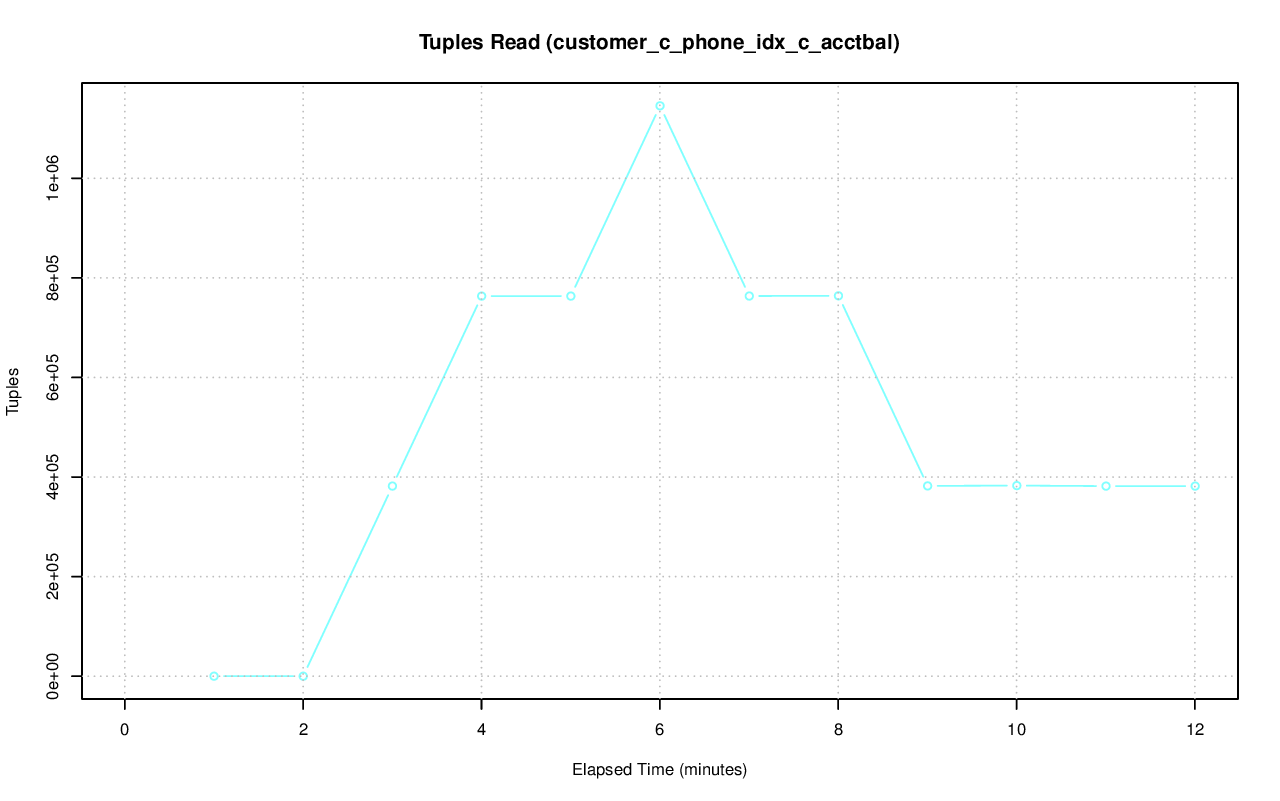 Tuples Read (customer_c_phone_idx_c_acctbal)
Tuples
1e+06
8e+05
6e+05
4e+05
2e+05
0e+00
0 2 4 6 8 10 12
Elapsed Time (minutes)